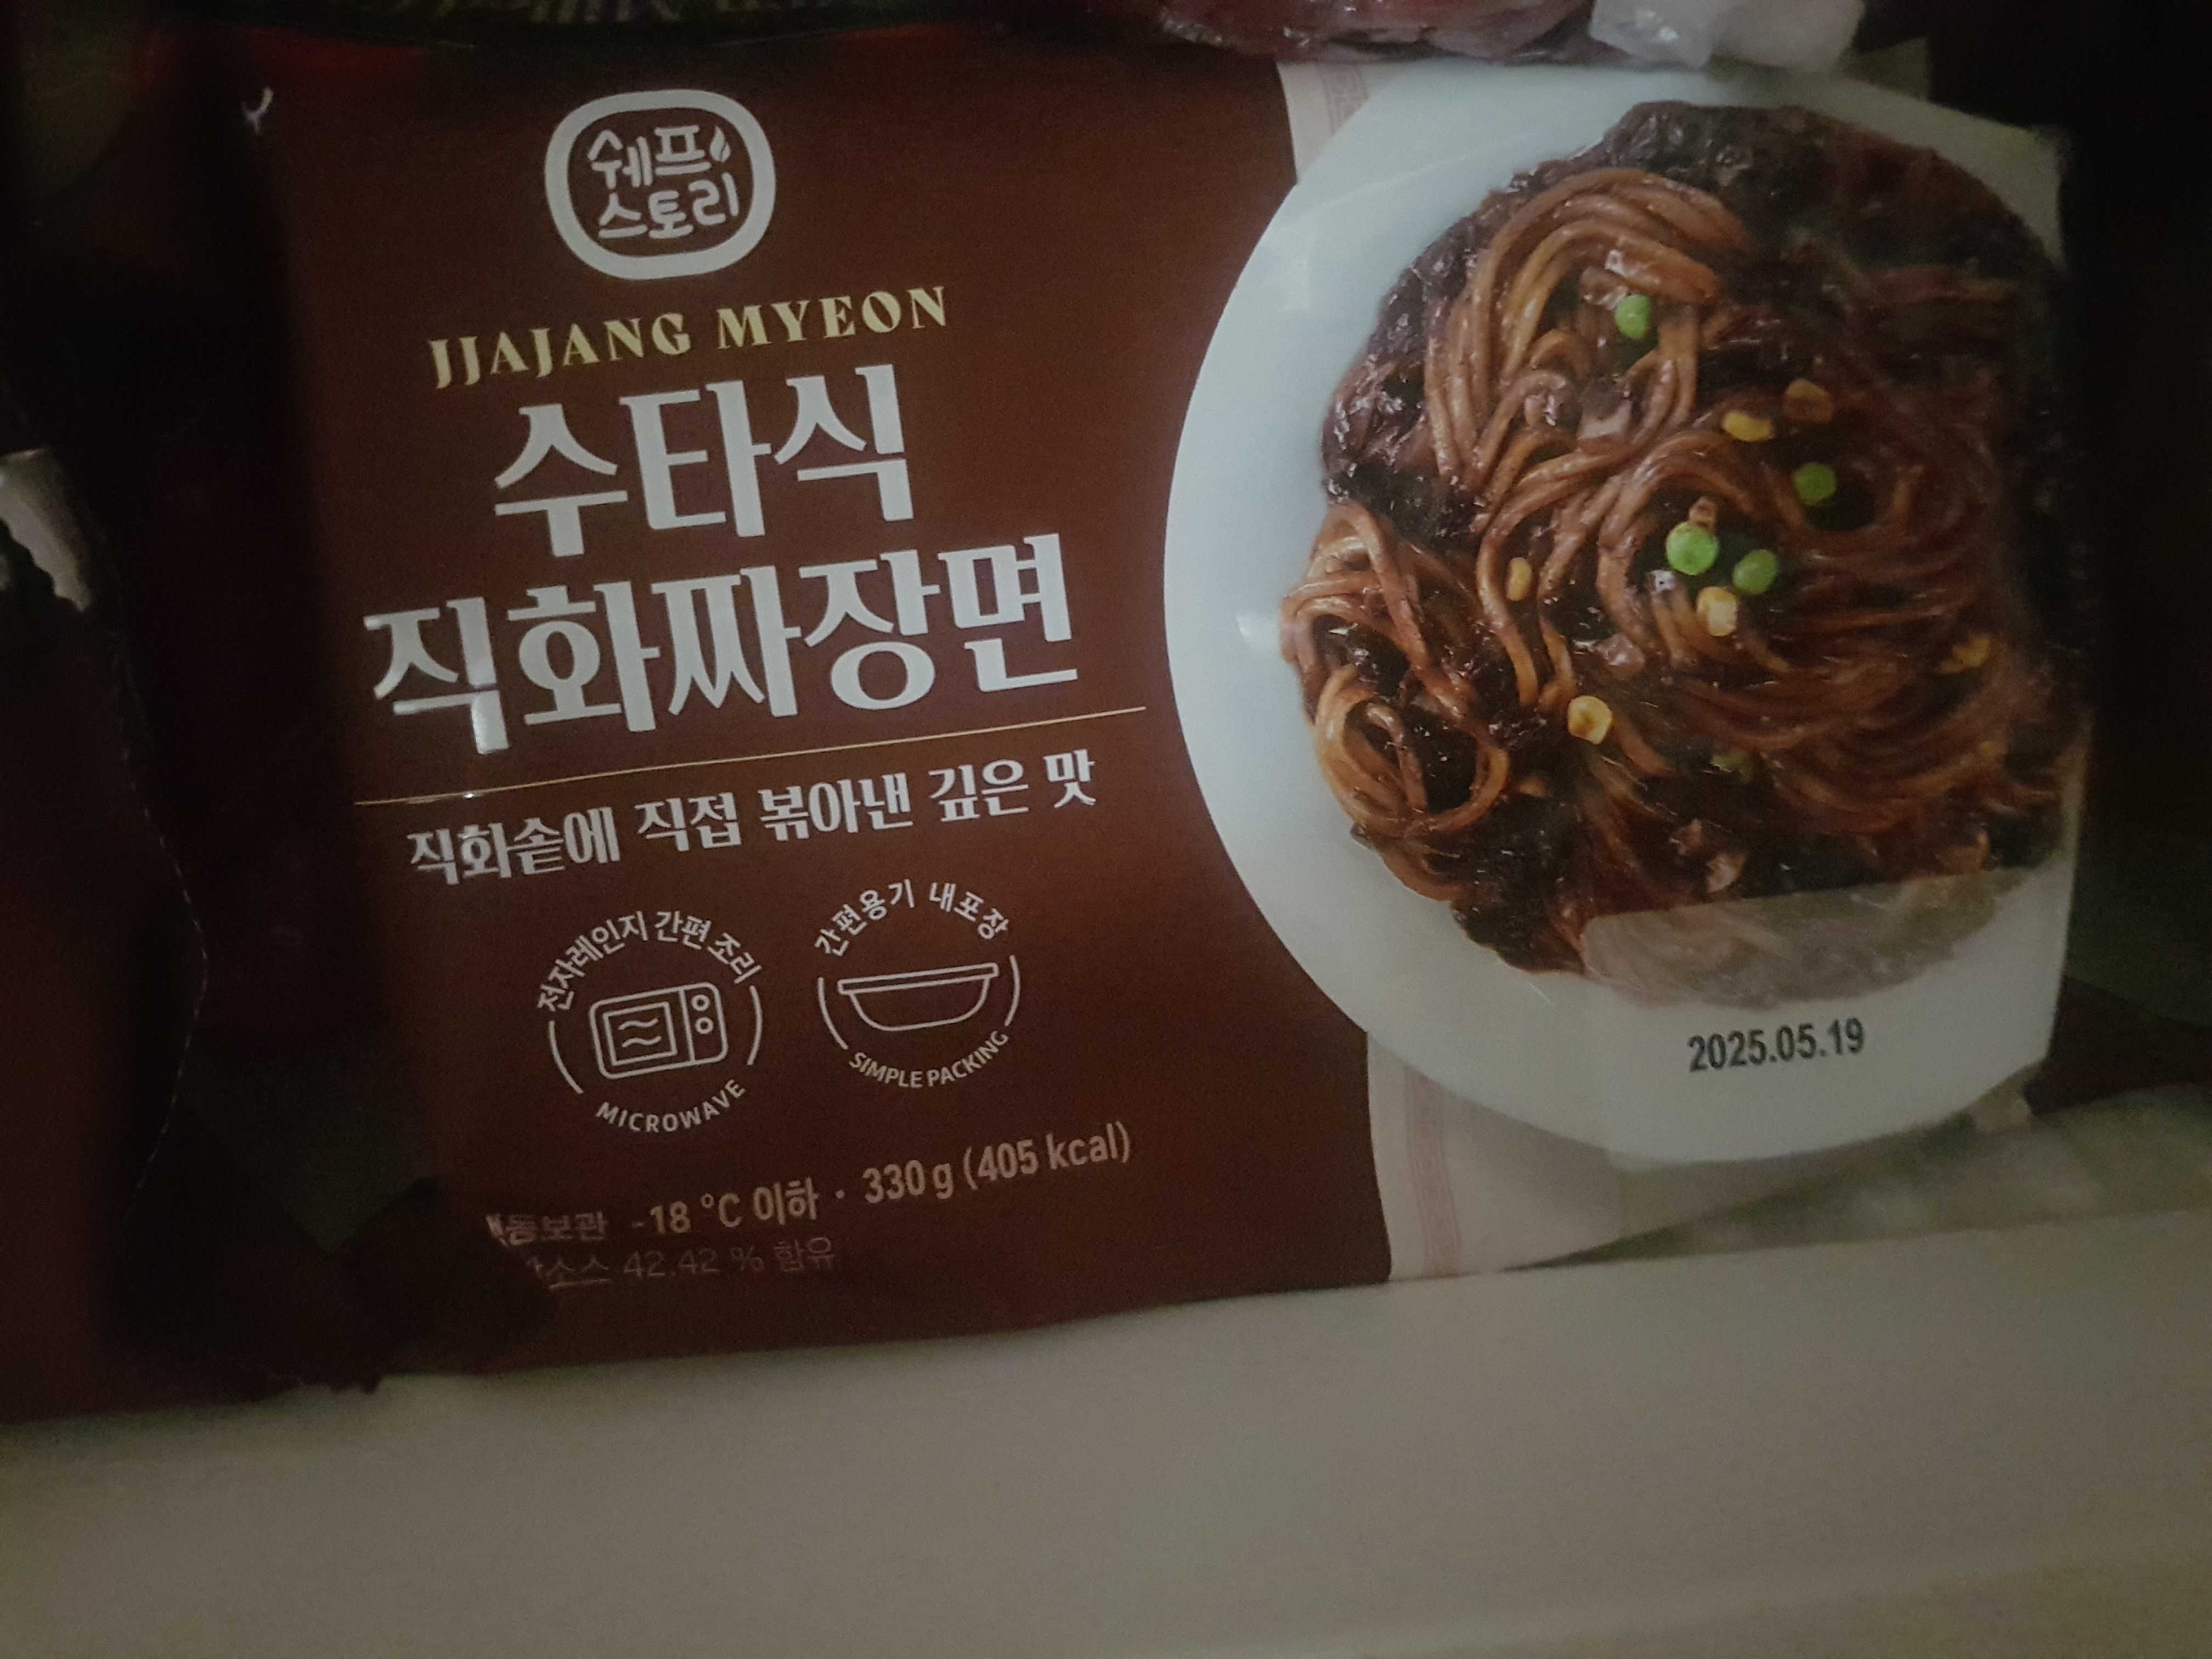 쉐프
스토리
JJAJANG MYEON
수타식
직화짜장면
직화솥에 직접 볶아낸 깊은 맛
전자레인지 간편 조리
MICROWAVE
간편용기 내포장
SIMPLE PACKING
-18 °C 이하 · 330 g (405 kcal)
42.42 % 함유
2025.05.19